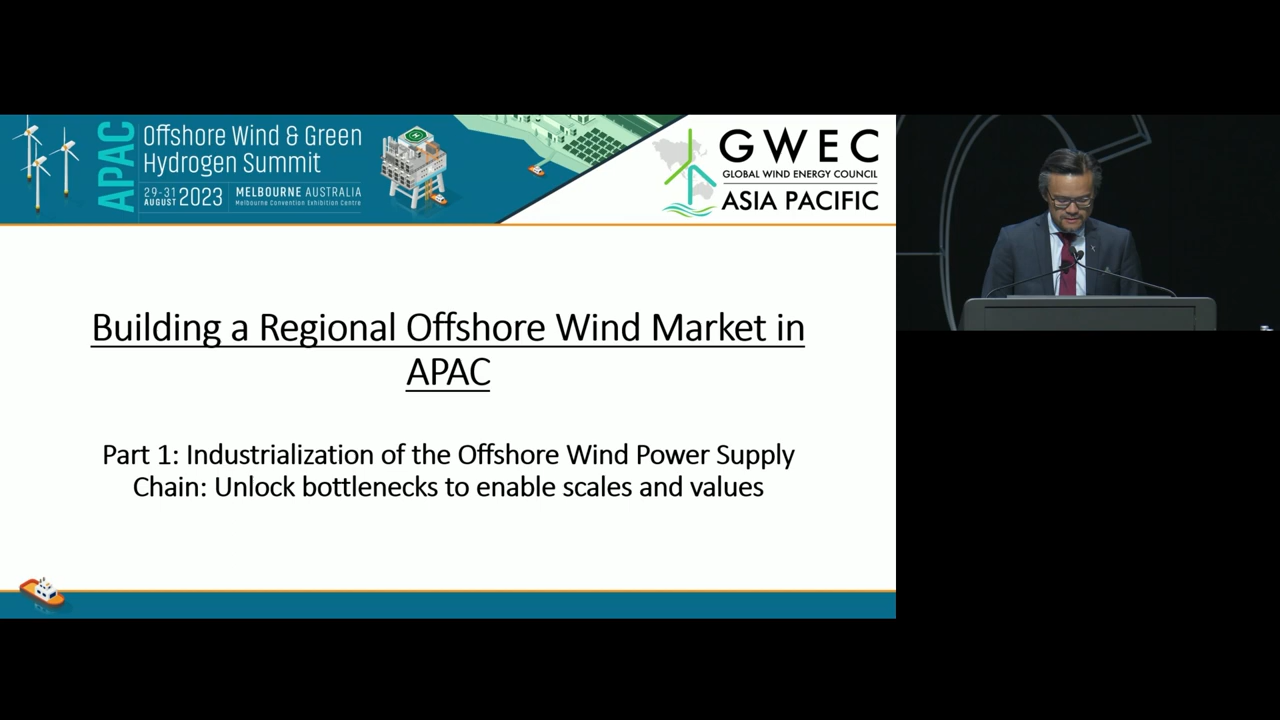 APAC
Offshore Wind & Green
Hydrogen Summit
29-31
AUGUST 2023
MELBOURNE AUSTRALIA
Melbourne Convention Exhibition Centre
GWEC
GLOBAL WIND ENERGY COUNCIL
ASIA PACIFIC
Building a Regional Offshore Wind Market in
APAC
Part 1: Industrialization of the Offshore Wind Power Supply
Chain: Unlock bottlenecks to enable scales and values